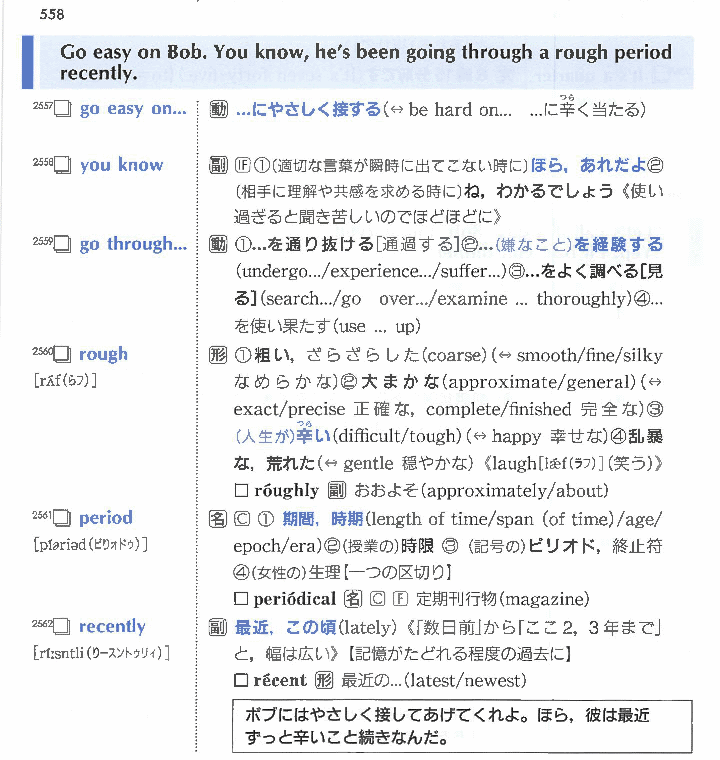 558
Go easy on Bob. You know, he's been going through a rough period
recently.
2557□ go easy on... 動 ...にやさしく接する(↔ be hard on... ...に辛く当たる)
つら
2558□ you know 副 IF ①(適切な言葉が瞬時に出てこない時に)ほら，あれだよ②
(相手に理解や共感を求める時に)ね，わかるでしょう《使い
過ぎると聞き苦しいのでほどほどに》
2559□ go through... 動 ①...を通り抜ける[通過する]②...(嫌なこと)を経験する
(undergo.../experience.../suffer...)③...をよく調べる[見
る](search.../go over.../examine ... thoroughly)④...
を使い果たす(use ... up)
2560□ rough 形 ①粗い，ざらざらした(coarse)(↔ smooth/fine/silky
[rʌ́f(ラフ)] なめらかな)②大まかな(approximate/general)(↔
exact/precise 正確な，complete/finished 完全な)③
つら
(人生が)辛い(difficult/tough)(↔ happy 幸せな)④乱暴
な，荒れた(↔ gentle 穏やかな)《laugh[lǽf(ラフ)](笑う)》
□ róughly 副 おおよそ(approximately/about)
2561□ period 名 C ① 期間，時期(length of time/span (of time)/age/
[píəriəd(ピリオドゥ)] epoch/era)②(授業の)時限 ③ (記号の)ピリオド，終止符
④(女性の)生理【一つの区切り】
□ periódical 名 C F 定期刊行物(magazine)
2562□ recently 副 最近，この頃(lately)《「数日前」から「ここ2，3年まで」
[ríːsntli(リースントゥリィ)] と，幅は広い》【記憶がたどれる程度の過去に】
□ récent 形 最近の...(latest/newest)
ボブにはやさしく接してあげてくれよ。ほら，彼は最近
ずっと辛いこと続きなんだ。